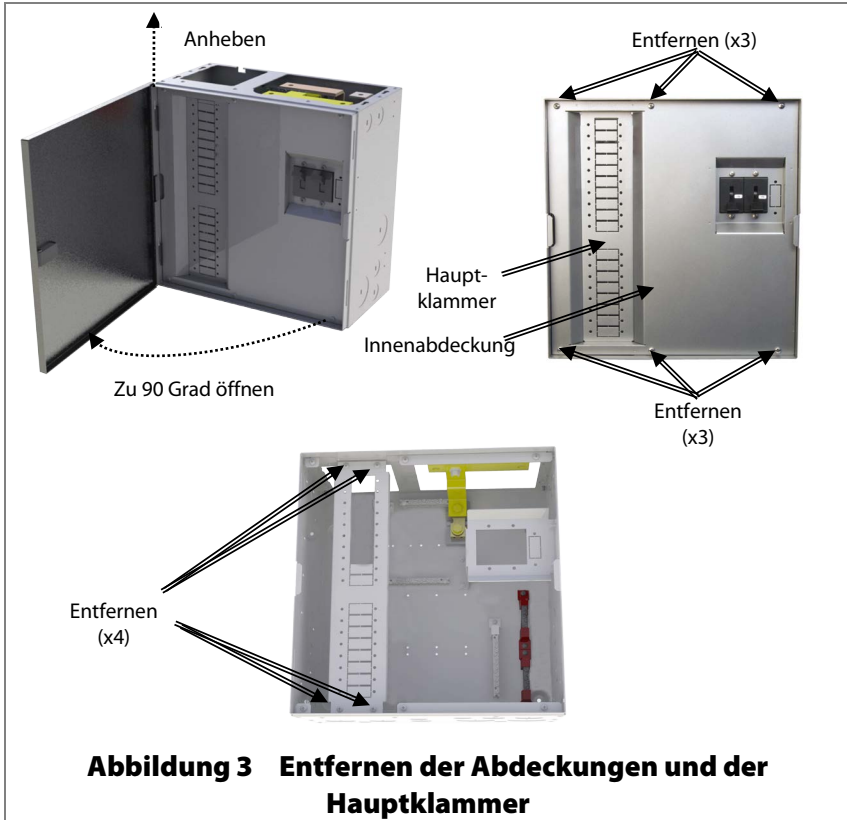 Anheben
Entfernen (x3)
Haupt-
klammer
Innenabdeckung
Zu 90 Grad öffnen
Entfernen
(x3)
Entfernen
(x4)
Abbildung 3 Entfernen der Abdeckungen und der
Hauptklammer